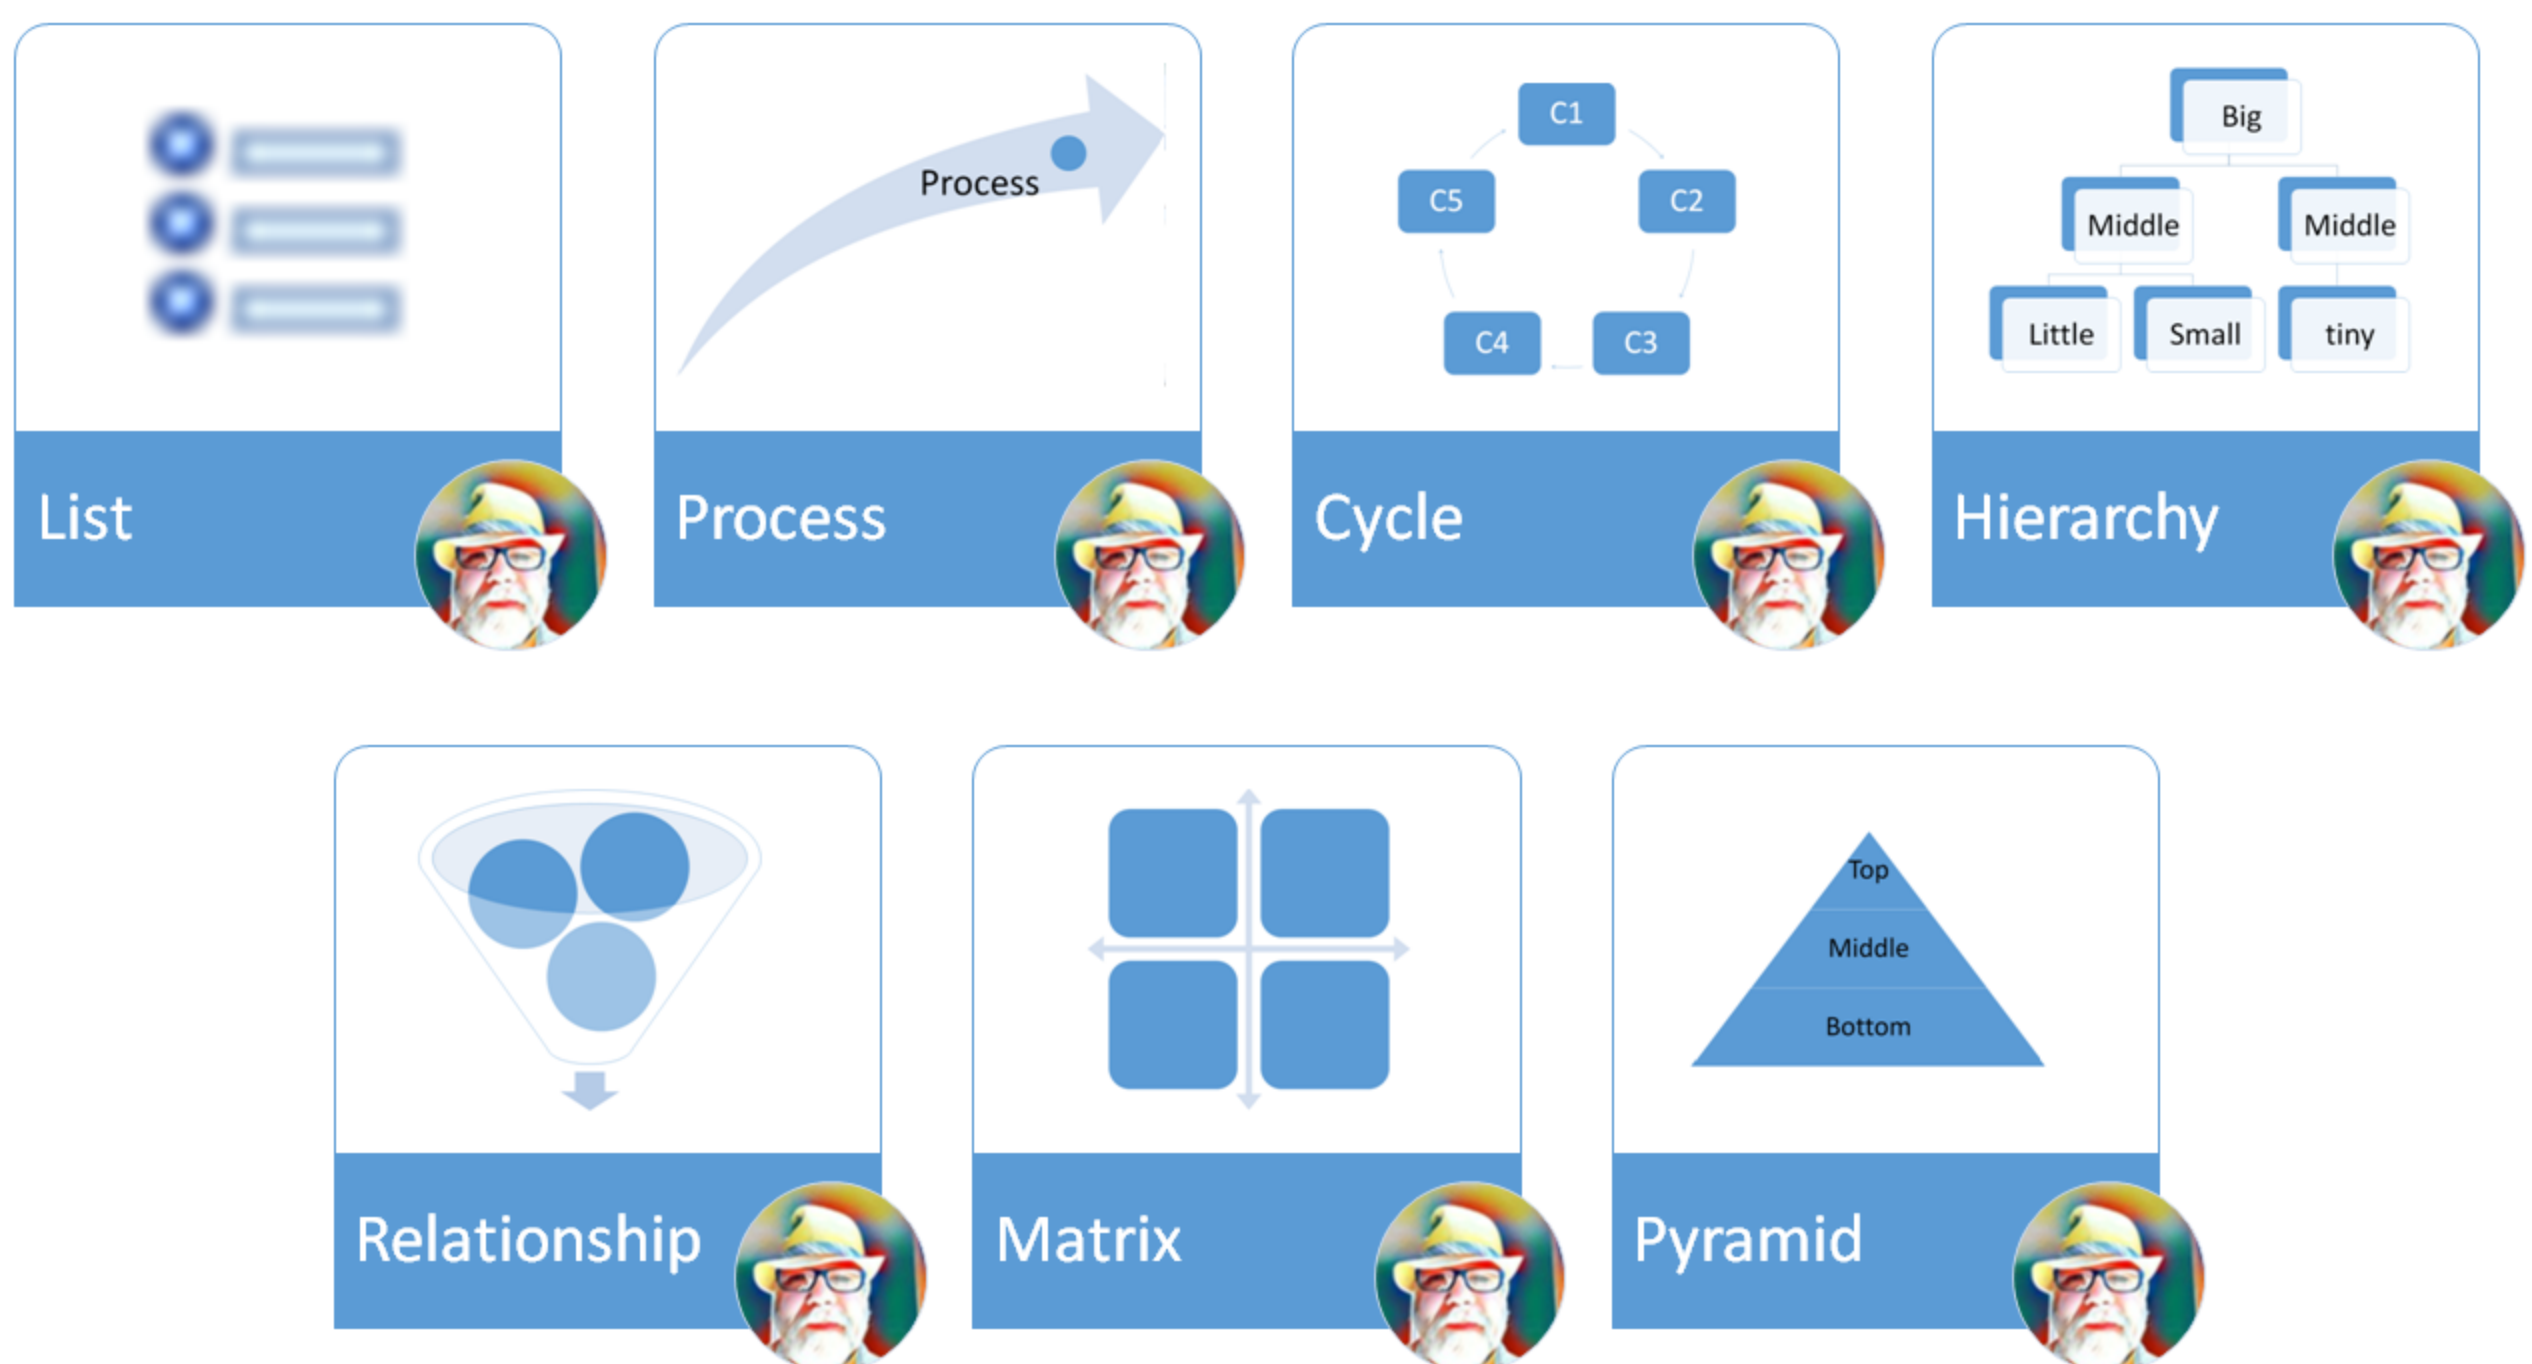 Process
C1
C5
C2
C4
C3
Big
Middle
Middle
Little
Small
tiny
List
Process
Cycle
Hierarchy
Top
Middle
Bottom
Relationship
Matrix
Pyramid